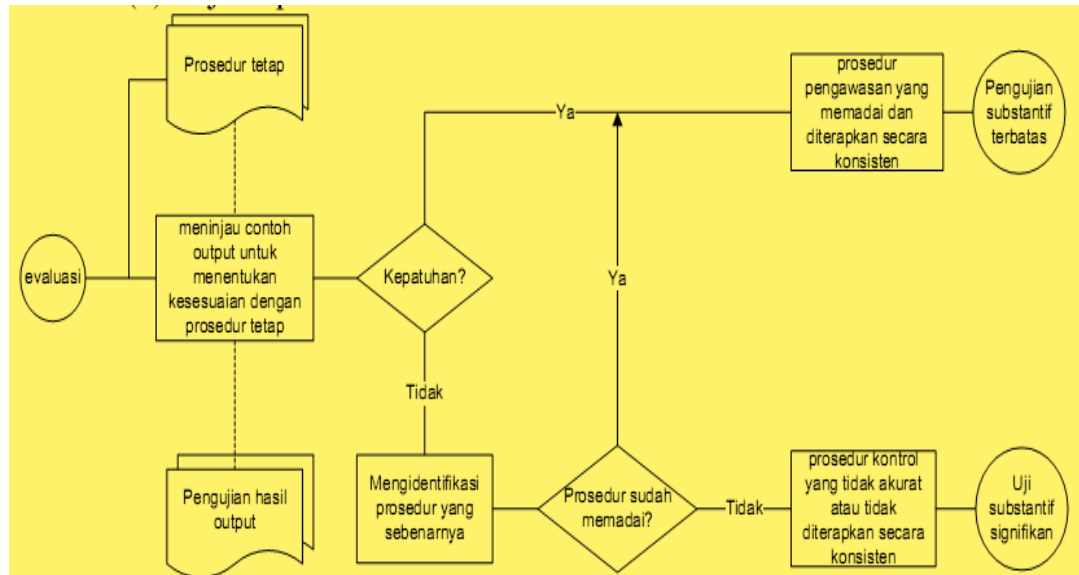 Prosedur tetap
prosedur
pengawasan yang
memadai dan
diterapkan secara
konsisten
Pengujian
substantif
terbatas
Ya
evaluasi
meninjau contoh
output untuk
menentukan
kesesuaian dengan
prosedur tetap
Kepatuhan?
Ya
Tidak
Pengujian hasil
output
Mengidentifikasi
prosedur yang
sebenarnya
Prosedur sudah
memadai?
Tidak
prosedur kontrol
yang tidak akurat
atau tidak
diterapkan secara
konsisten
Uji
substantif
signifikan